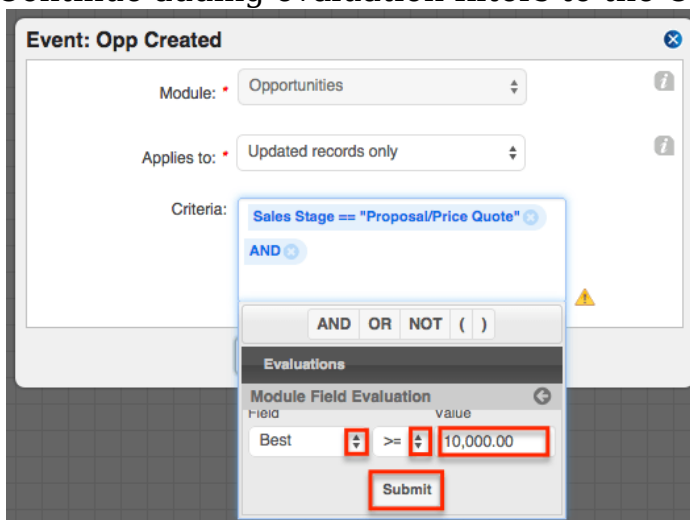 Event: Opp Created
Module: * Opportunities
Applies to: * Updated records only
Criteria: Sales Stage == "Proposal/Price Quote"
AND
AND OR NOT ( )
Evaluations
Module Field Evaluation
Field Value
Best >= 10,000.00
Submit